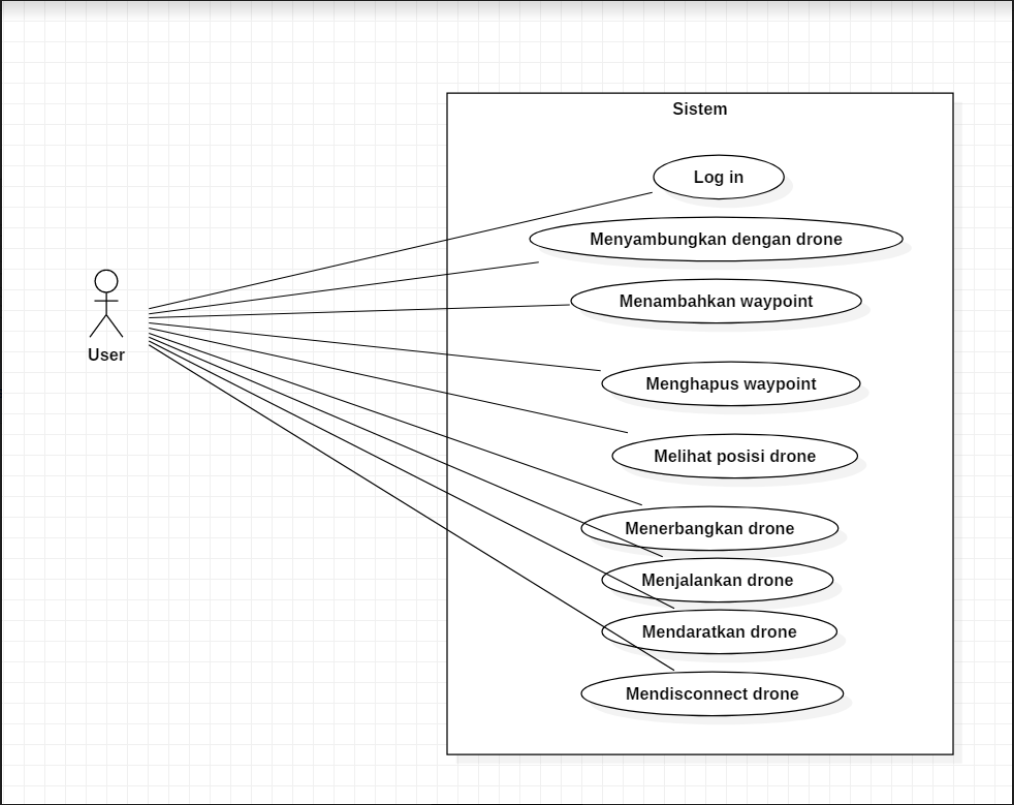 Sistem
Log in
Menyambungkan dengan drone
Menambahkan waypoint
User
Menghapus waypoint
Melihat posisi drone
Menerbangkan drone
Menjalankan drone
Mendaratkan drone
Mendisconnect drone